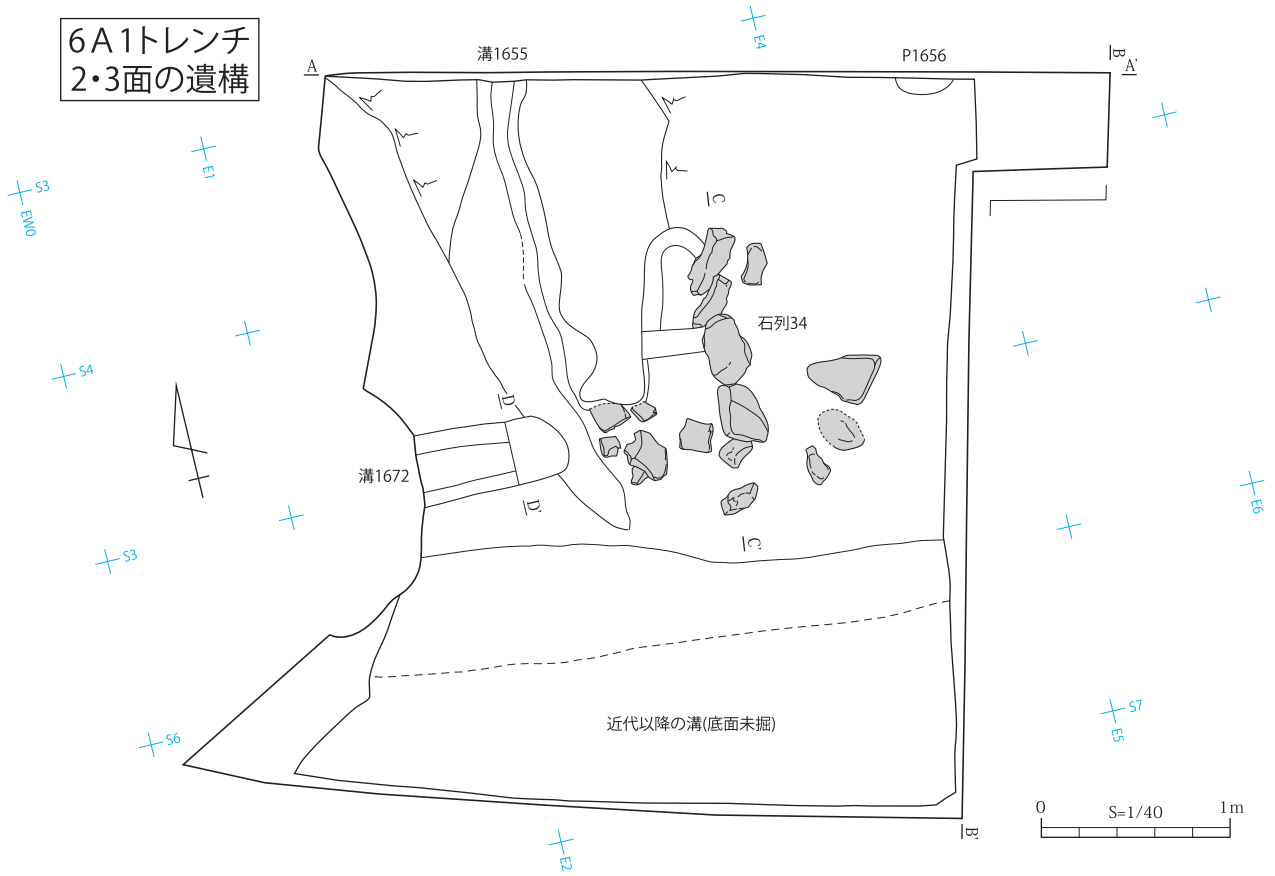 6A1トレンチ
2・3面の遺構
A
溝1655
E4
P1656
B
A'
E1
S3
EW0
C
石列34
S4
D
溝1672
D'
C'
E6
S3
近代以降の溝(底面未掘)
S7
E5
S6
0
S=1/40
1m
B'
E2